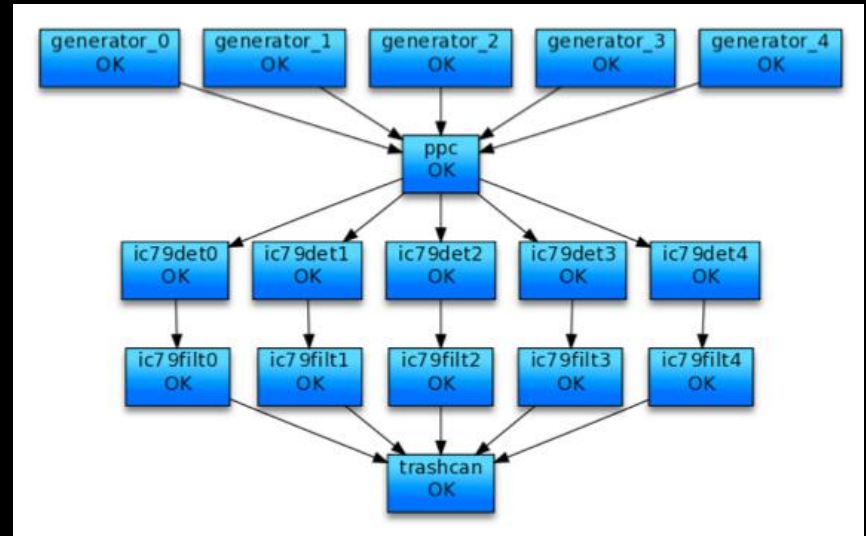 generator_0
OK
generator_1
OK
generator_2
OK
generator_3
OK
generator_4
OK
ppc
OK
ic79det0
OK
ic79det1
OK
ic79det2
OK
ic79det3
OK
ic79det4
OK
ic79filt0
OK
ic79filt1
OK
ic79filt2
OK
ic79filt3
OK
ic79filt4
OK
trashcan
OK